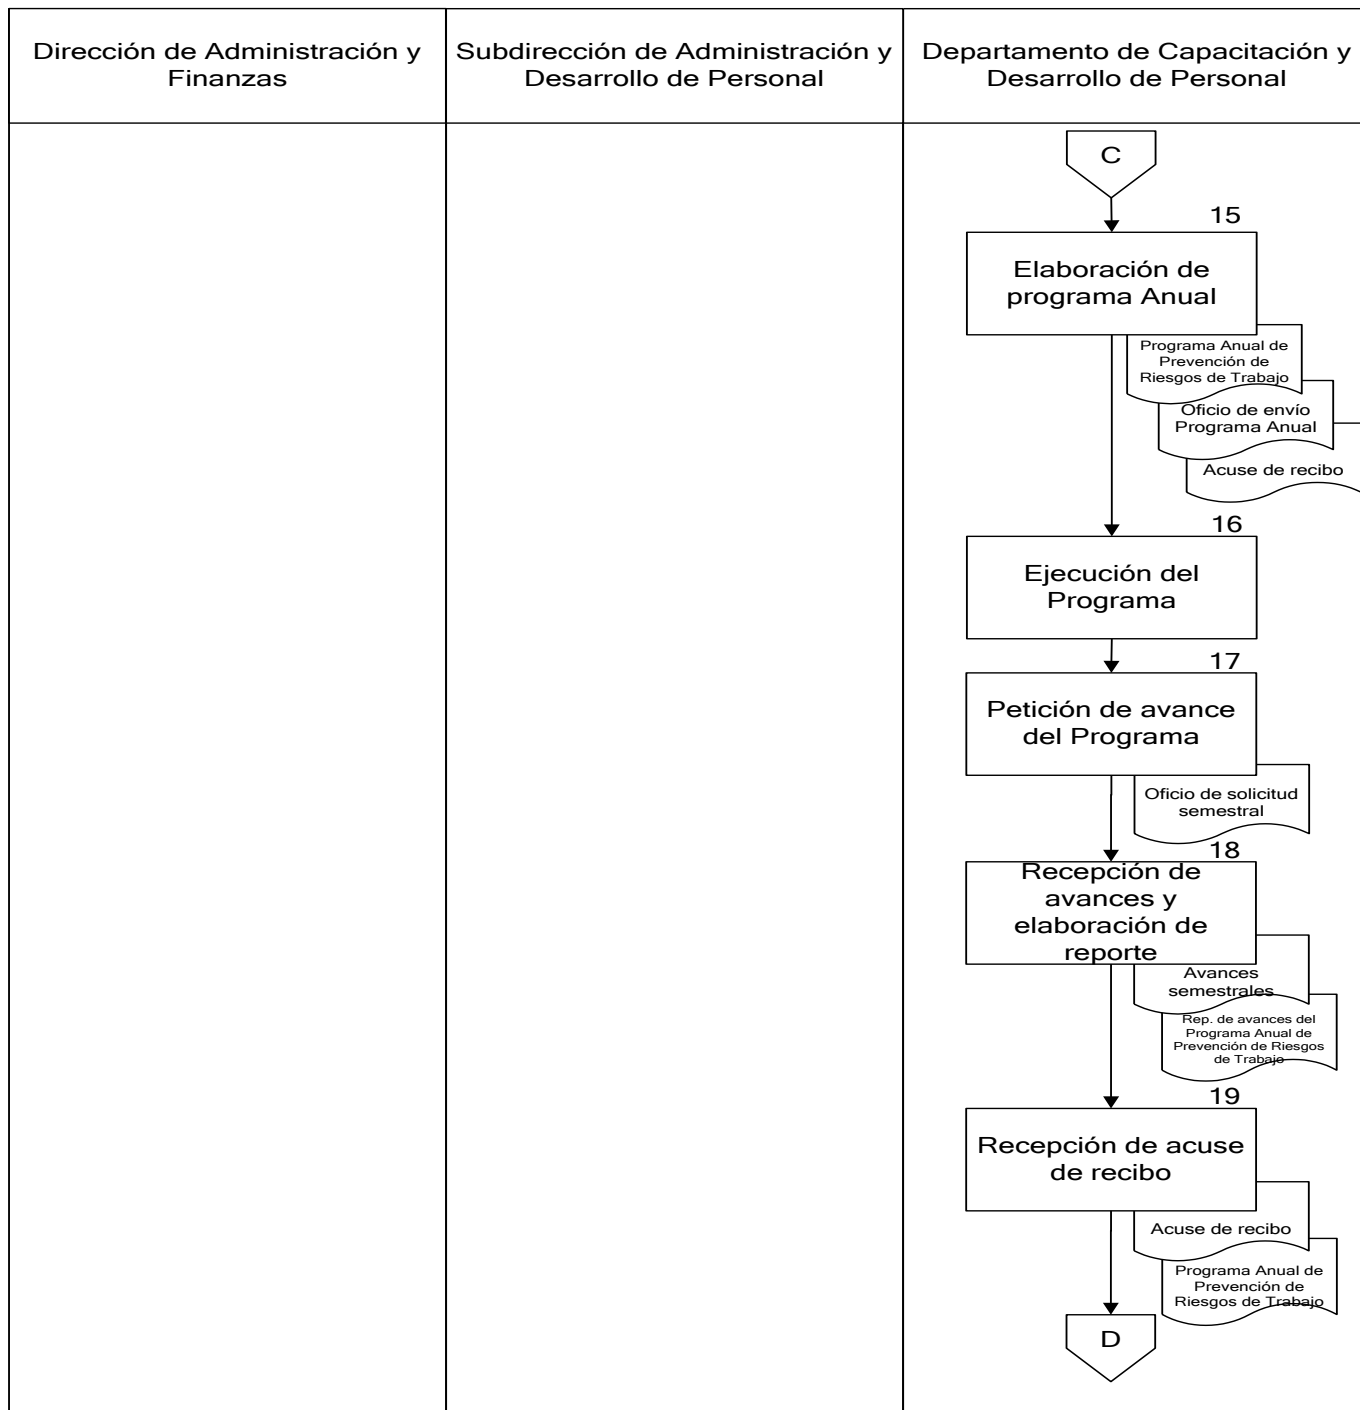 Dirección de Administración y
Finanzas
Subdirección de Administración y
Desarrollo de Personal
Departamento de Capacitación y
Desarrollo de Personal
C
15
Elaboración de
programa Anual
Programa Anual de
Prevención de
Riesgos de Trabajo
Oficio de envío
Programa Anual
Acuse de recibo
16
Ejecución del
Programa
17
Petición de avance
del Programa
Oficio de solicitud
semestral
18
Recepción de
avances y
elaboración de
reporte
Avances
semestrales
Rep. de avances del
Programa Anual de
Prevención de Riesgos
de Trabajo
19
Recepción de acuse
de recibo
Acuse de recibo
Programa Anual de
Prevención de
Riesgos de Trabajo
D